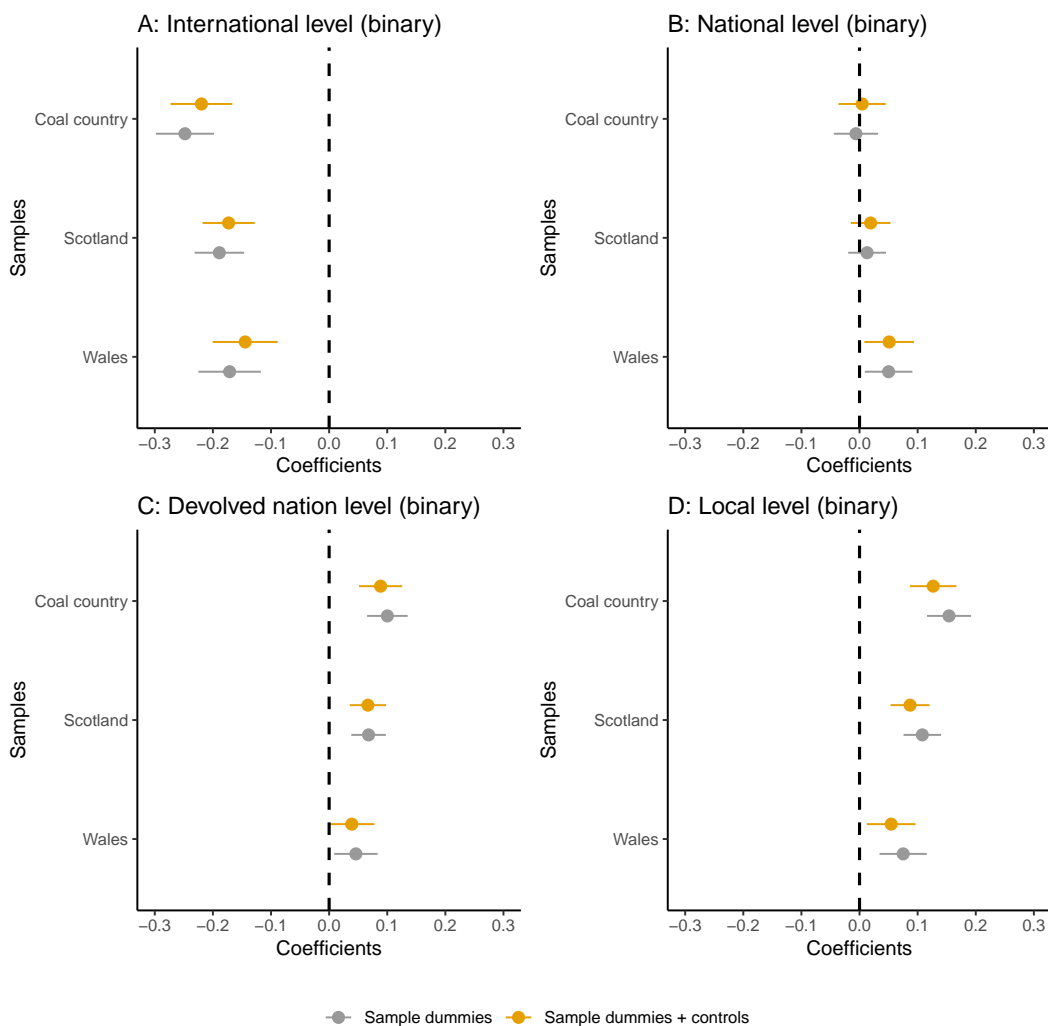 A: International level (binary)
Samples
Coal country
Scotland
Wales
−0.3 −0.2 −0.1 0.0 0.1 0.2 0.3
Coefficients
B: National level (binary)
Samples
Coal country
Scotland
Wales
−0.3 −0.2 −0.1 0.0 0.1 0.2 0.3
Coefficients
C: Devolved nation level (binary)
Samples
Coal country
Scotland
Wales
−0.3 −0.2 −0.1 0.0 0.1 0.2 0.3
Coefficients
D: Local level (binary)
Samples
Coal country
Scotland
Wales
−0.3 −0.2 −0.1 0.0 0.1 0.2 0.3
Coefficients
Sample dummies Sample dummies + controls